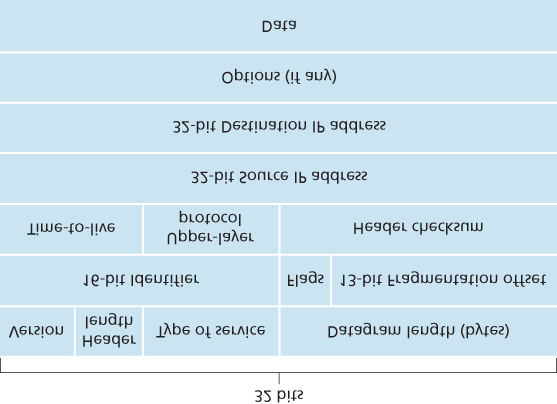 32 bits
Version
Header
length
Type of service
Datagram length (bytes)
16-bit Identifier
Flags
13-bit Fragmentation offset
Time-to-live
Upper-layer
protocol
Header checksum
32-bit Source IP address
32-bit Destination IP address
Options (if any)
Data